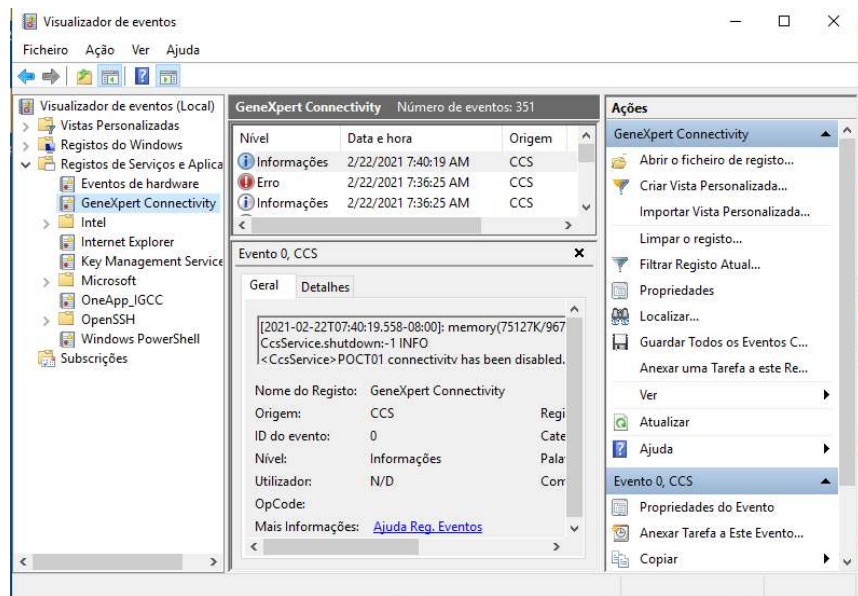 Visualizador de eventos
Ficheiro Ação Ver Ajuda
Visualizador de eventos (Local)
Vistas Personalizadas
Registos do Windows
Registos de Serviços e Aplica
Eventos de hardware
GeneXpert Connectivity
Intel
Internet Explorer
Key Management Service
Microsoft
OneApp_IGCC
OpenSSH
Windows PowerShell
Subscrições
GeneXpert Connectivity Número de eventos: 351
Nível Data e hora Origem
Informações 2/22/2021 7:40:19 AM CCS
Erro 2/22/2021 7:36:25 AM CCS
Informações 2/22/2021 7:36:25 AM CCS
Evento 0, CCS
Geral Detalhes
[2021-02-22T07:40:19.558-08:00]: memory(75127K/967
CcsService.shutdown:-1 INFO
<CcsService>POCT01 connectivity has been disabled.
Nome do Registo: GeneXpert Connectivity
Origem: CCS Regi
ID do evento: 0 Cate
Nível: Informações Pala
Utilizador: N/D Com
OpCode:
Mais Informações: Ajuda Reg. Eventos
Ações
GeneXpert Connectivity
Abrir o ficheiro de registo...
Criar Vista Personalizada...
Importar Vista Personalizada...
Limpar o registo...
Filtrar Registo Atual...
Propriedades
Localizar...
Guardar Todos os Eventos C...
Anexar uma Tarefa a este Re...
Ver
Atualizar
Ajuda
Evento 0, CCS
Propriedades do Evento
Anexar Tarefa a Este Evento...
Copiar